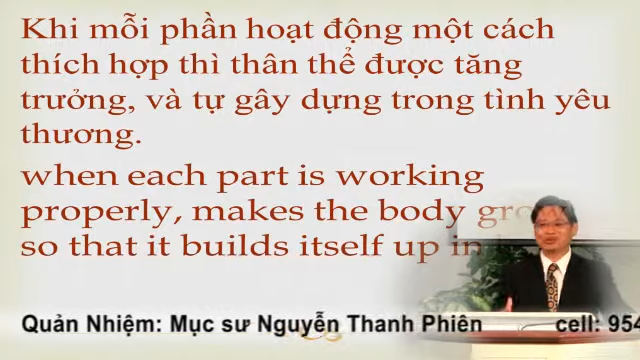 Khi mỗi phần hoạt động một cách
thích hợp thì thân thể được tăng
trưởng, và tự gây dựng trong tình yêu
thương.
when each part is working
properly, makes the body
so that it builds itself up in
Quản Nhiệm: Mục sư Nguyễn Thanh Phiên cell: 954